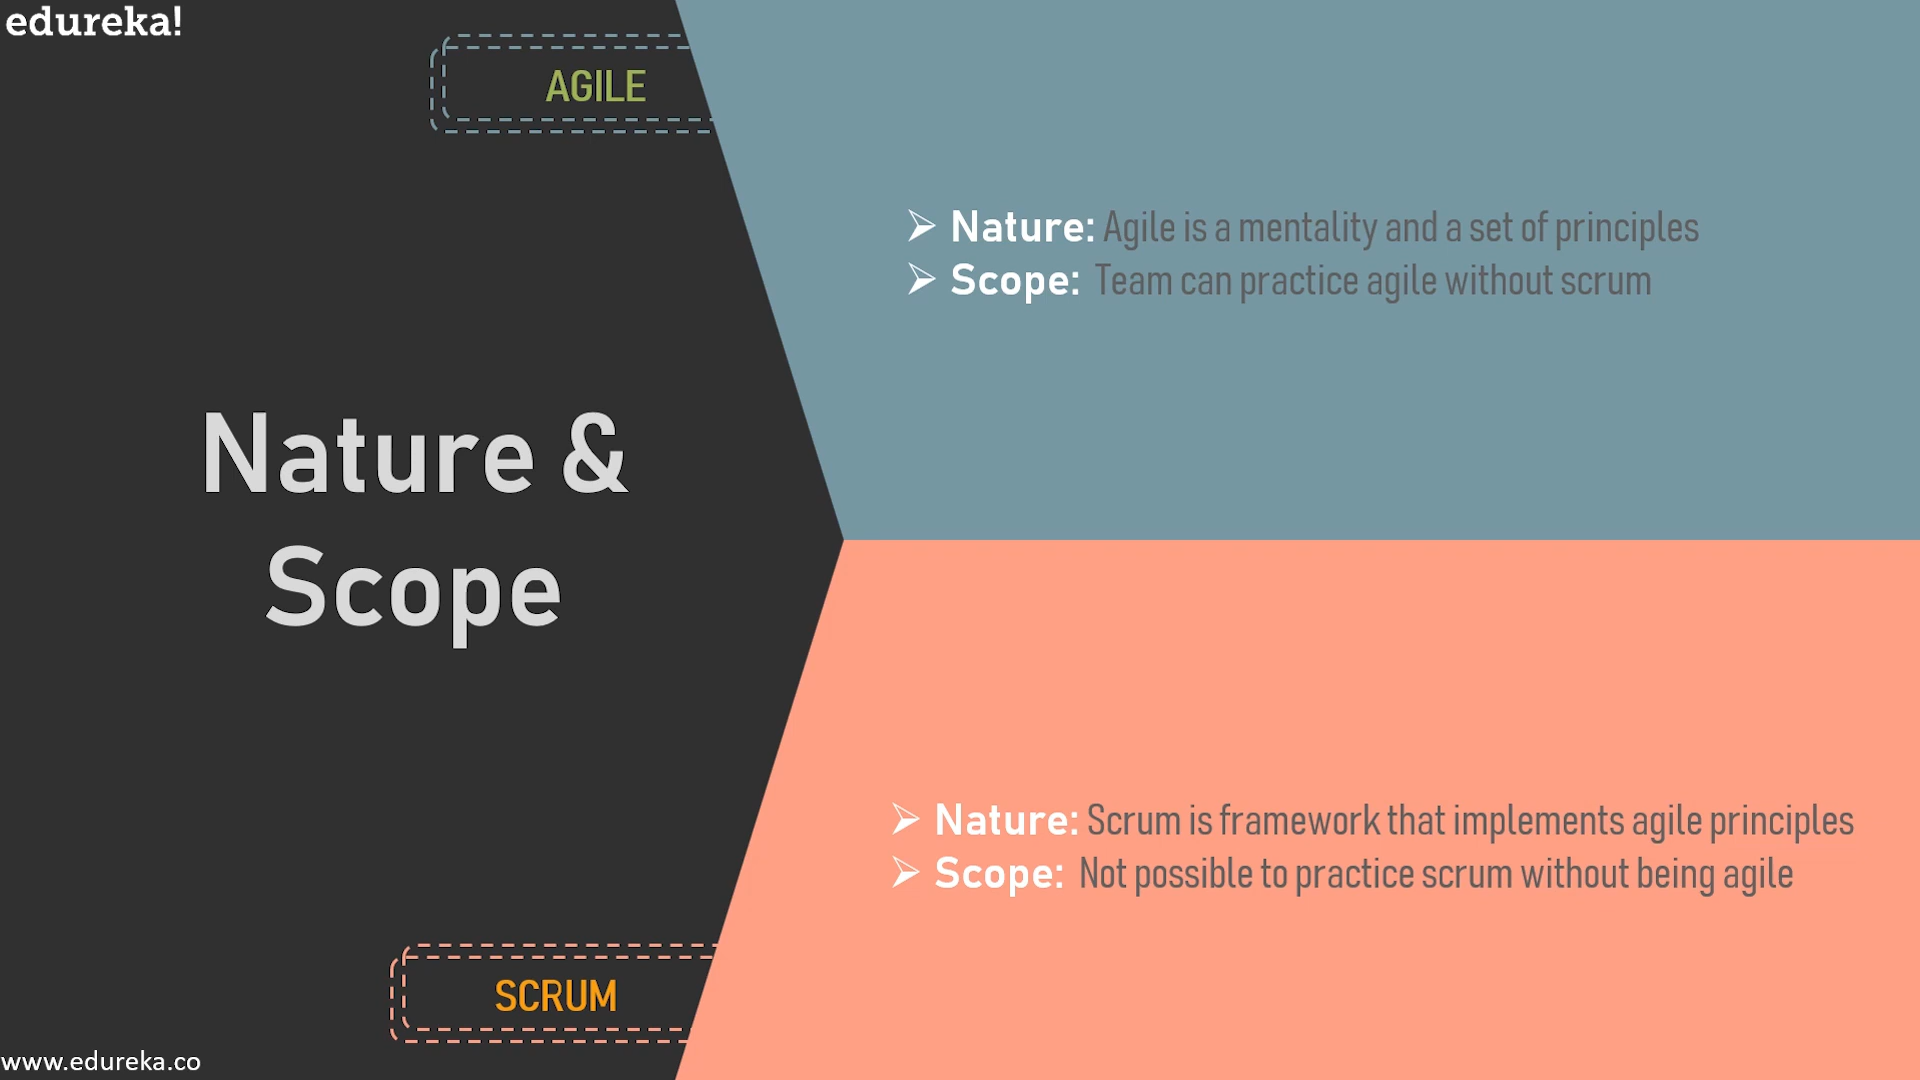 edureka!
AGILE
➢ Nature: Agile is a mentality and a set of principles
➢ Scope: Team can practice agile without scrum
Nature &
Scope
➢ Nature: Scrum is framework that implements agile principles
➢ Scope: Not possible to practice scrum without being agile
SCRUM
www.edureka.co